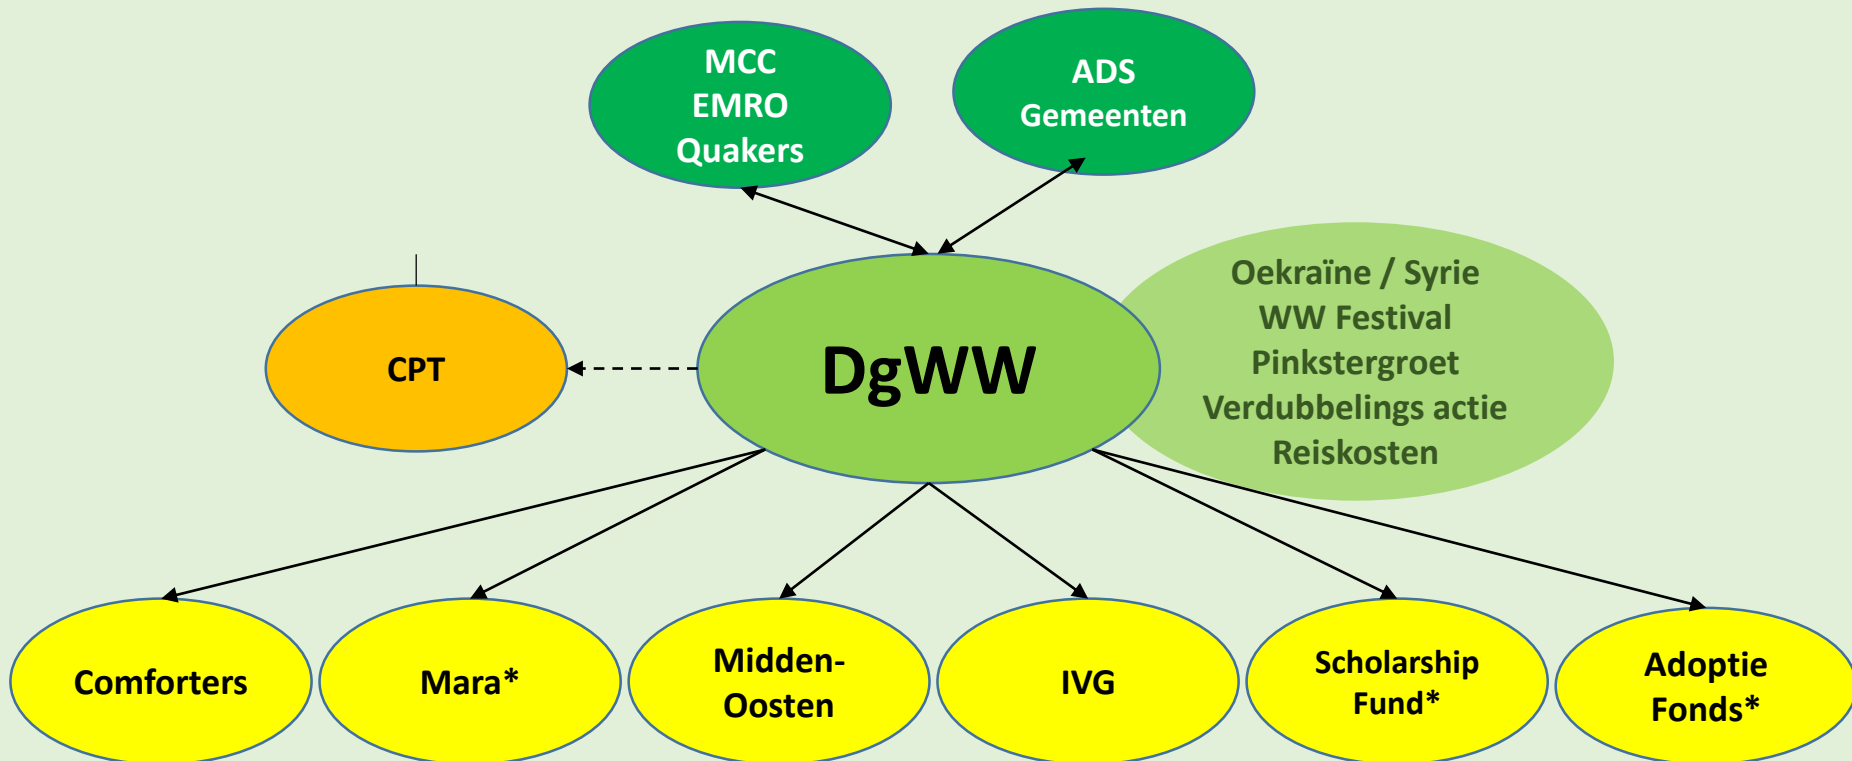 MCC
EMRO
Quakers
ADS
Gemeenten
Oekraïne / Syrie
WW Festival
Pinkstergroet
Verdubbelings actie
Reiskosten
DgWW
CPT
Comforters
Mara*
Midden-
Oosten
IVG
Scholarship
Fund*
Adoptie
Fonds*